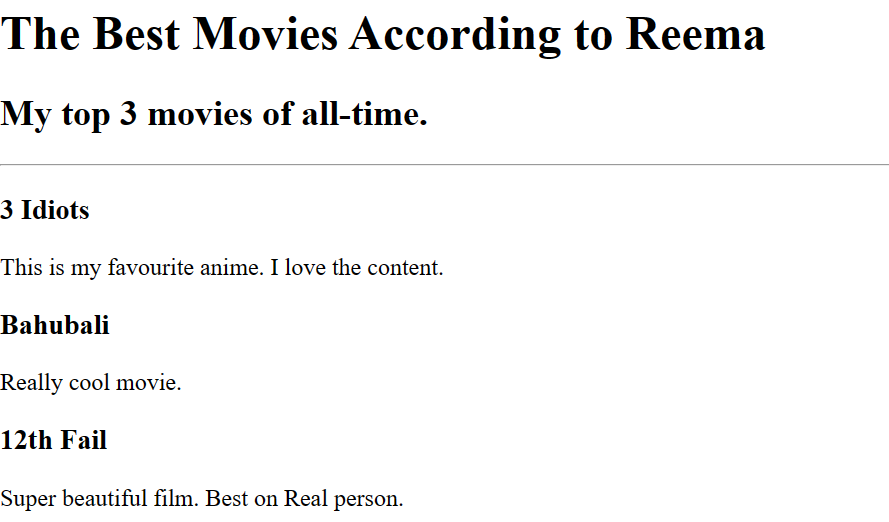 The Best Movies According to Reema
My top 3 movies of all-time.
3 Idiots
This is my favourite anime. I love the content.
Bahubali
Really cool movie.
12th Fail
Super beautiful film. Best on Real person.